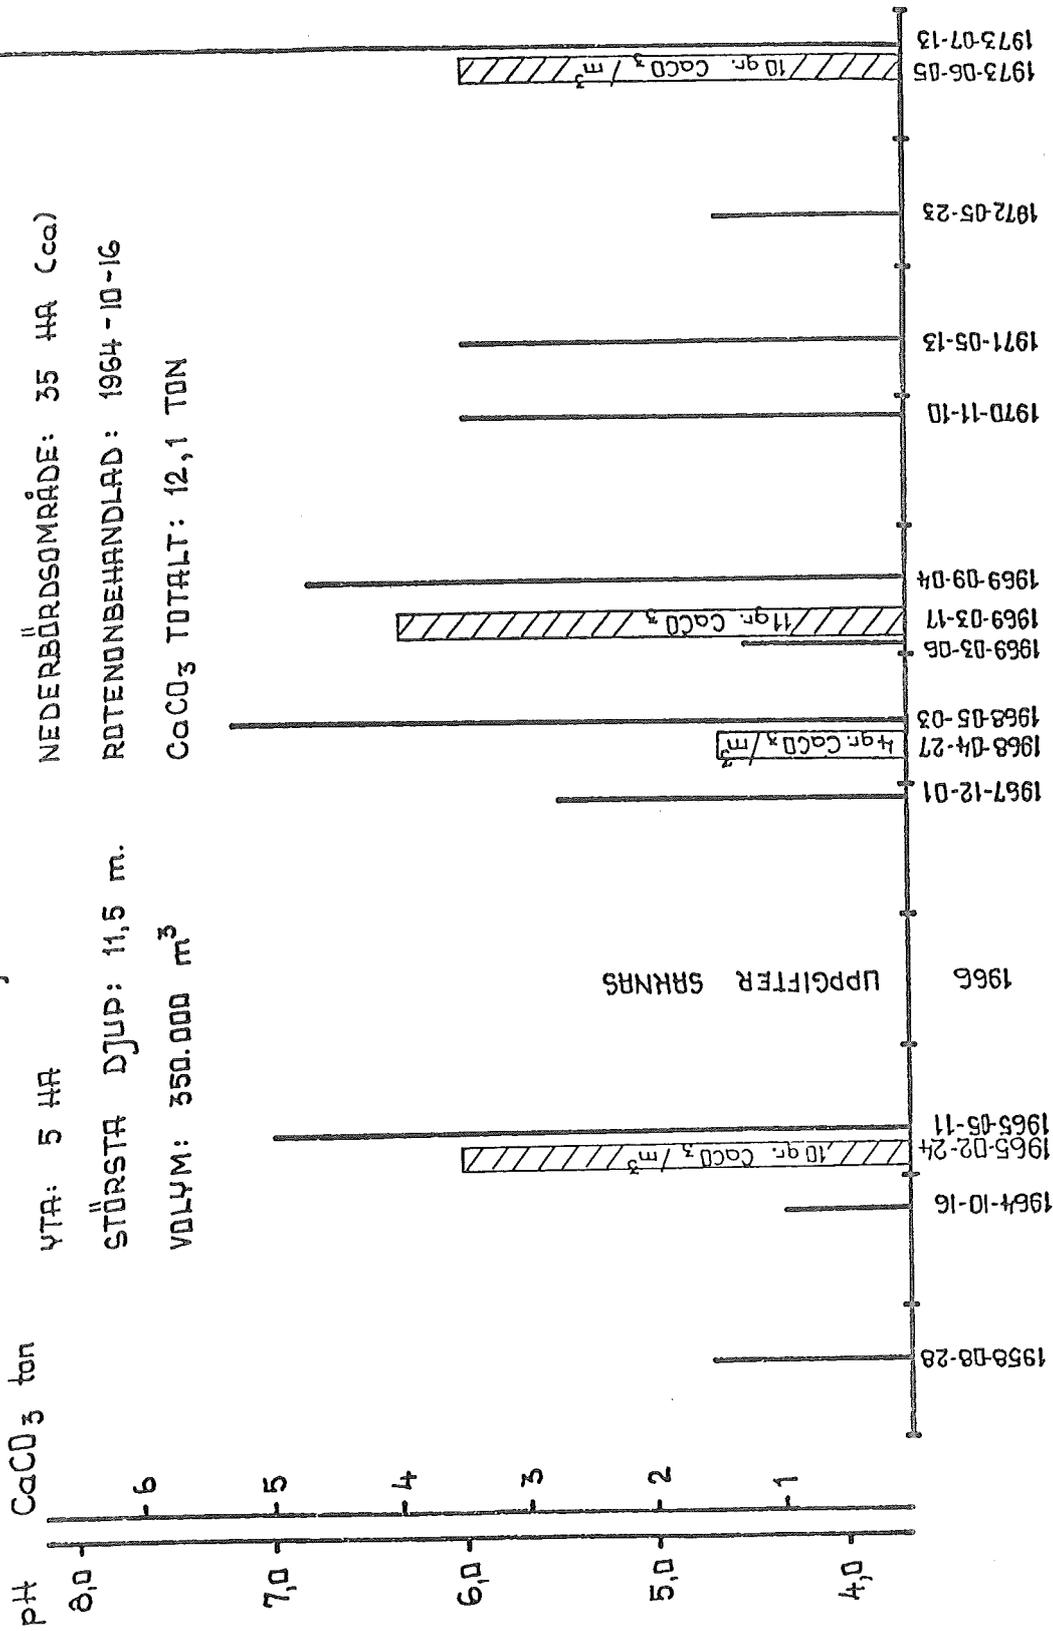 YTA: 5 HA
STÖRSTA DJUP: 11,5 m.
VOLYM: 350.000 m³
NEDERBÖRDSOMRÅDE: 35 HA (ca)
ROTENONBEHANDLAD: 1964-10-16
CaCO₃ TOTALT: 12,1 TON
pH
CaCO₃ ton
8,0
7,0
6,0
5,0
4,0
6
5
4
3
2
1
10 gr. CaCO₃/m³
UPPGIFTER SAKNAS
4 gr. CaCO₃/m³
11 gr. CaCO₃
10 gr. CaCO₃/m³
1958-08-28
1964-10-16
1965-02-24
1965-05-11
1966
1967-12-01
1968-04-27
1968-05-03
1969-03-06
1969-03-17
1969-09-04
1970-11-10
1971-05-13
1972-05-23
1973-06-05
1973-07-13